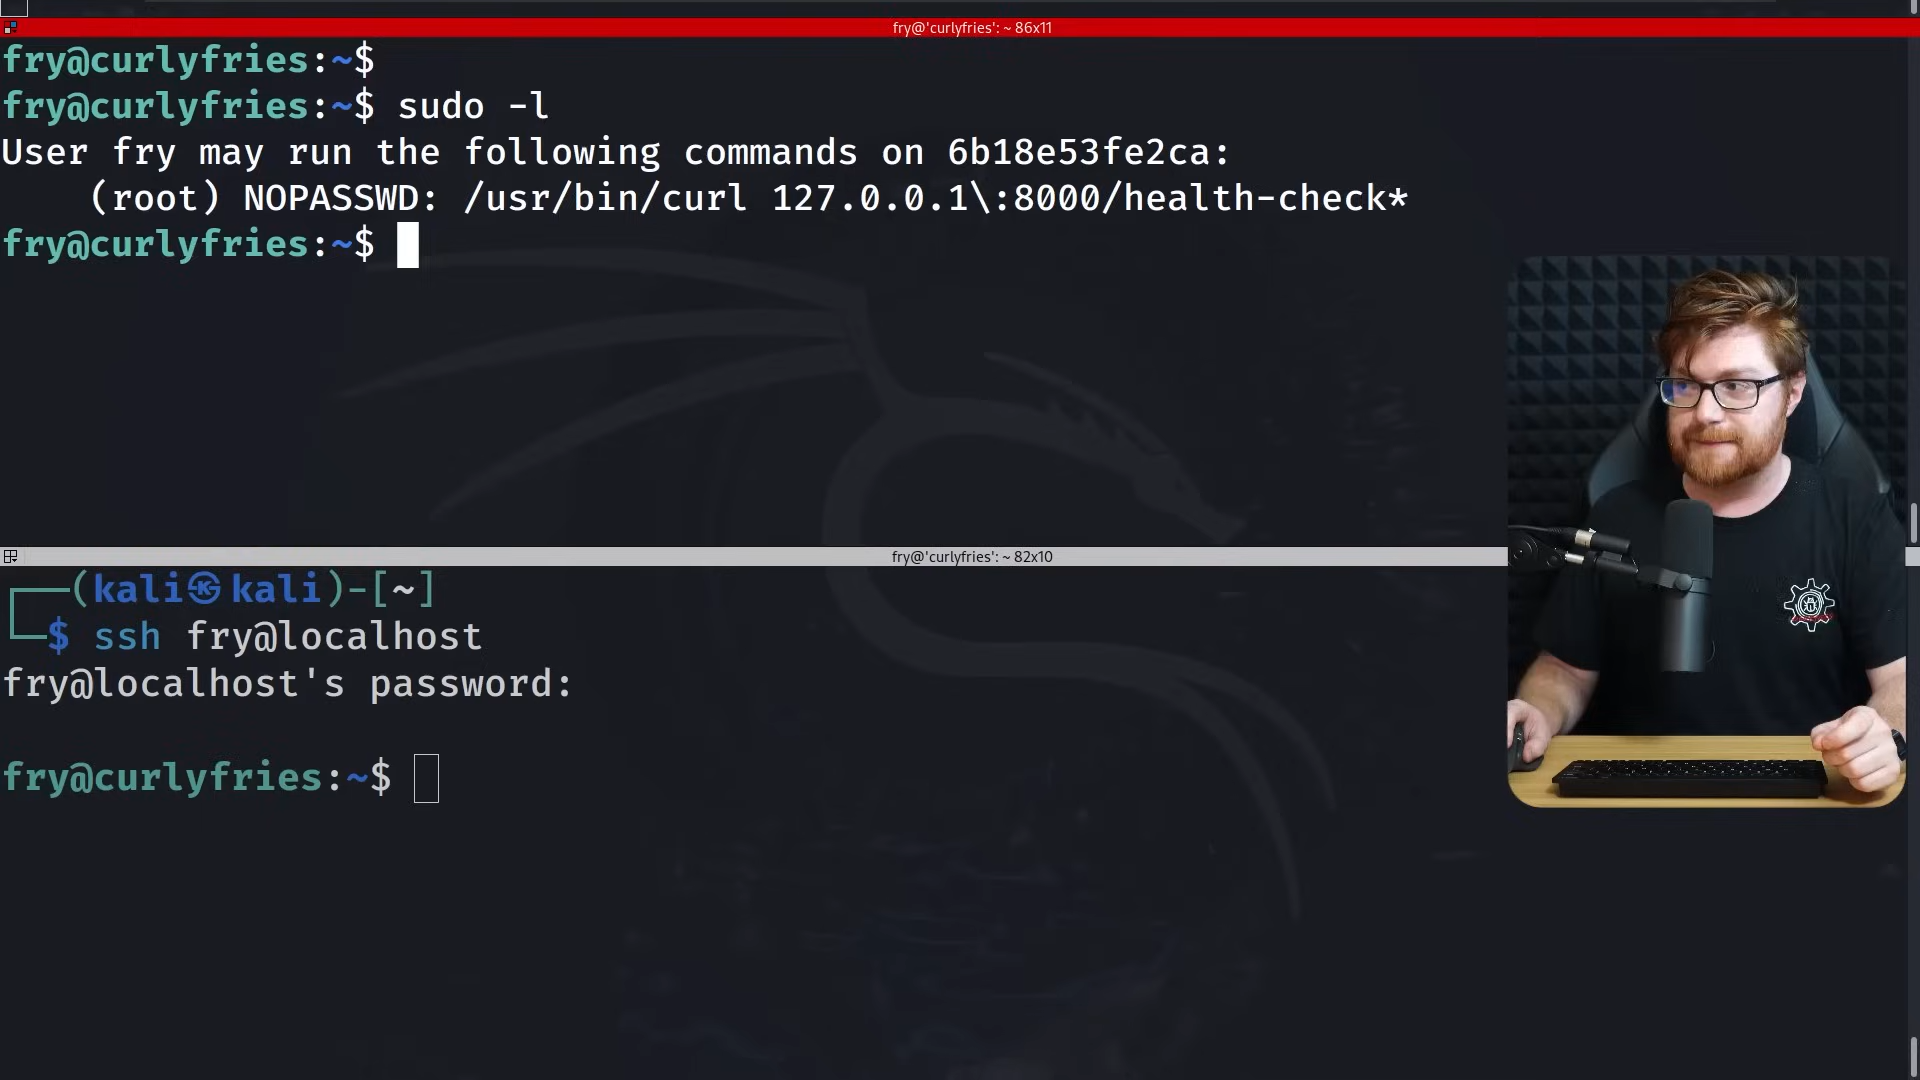 fry@'curlyfries': ~ 86x11
fry@curlyfries:~$
fry@curlyfries:~$ sudo -l
User fry may run the following commands on 6b18e53fe2ca:
    (root) NOPASSWD: /usr/bin/curl 127.0.0.1\:8000/health-check*
fry@curlyfries:~$
fry@'curlyfries': ~ 82x10
┌──(kali㉿kali)-[~]
└─$ ssh fry@localhost
fry@localhost's password:
fry@curlyfries:~$